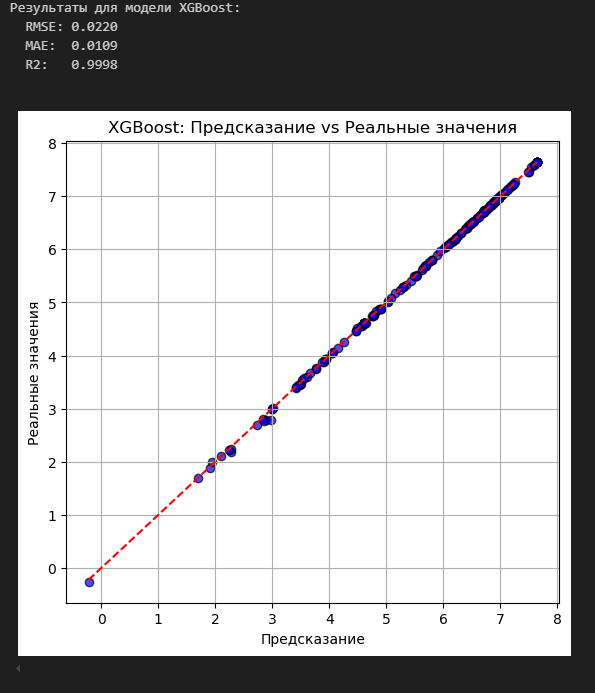 Результаты для модели XGBoost:
RMSE: 0.0220
MAE: 0.0109
R2: 0.9998
XGBoost: Предсказание vs Реальные значения
8
7
6
5
4
3
2
1
0
Реальные значения
0 1 2 3 4 5 6 7 8
Предсказание